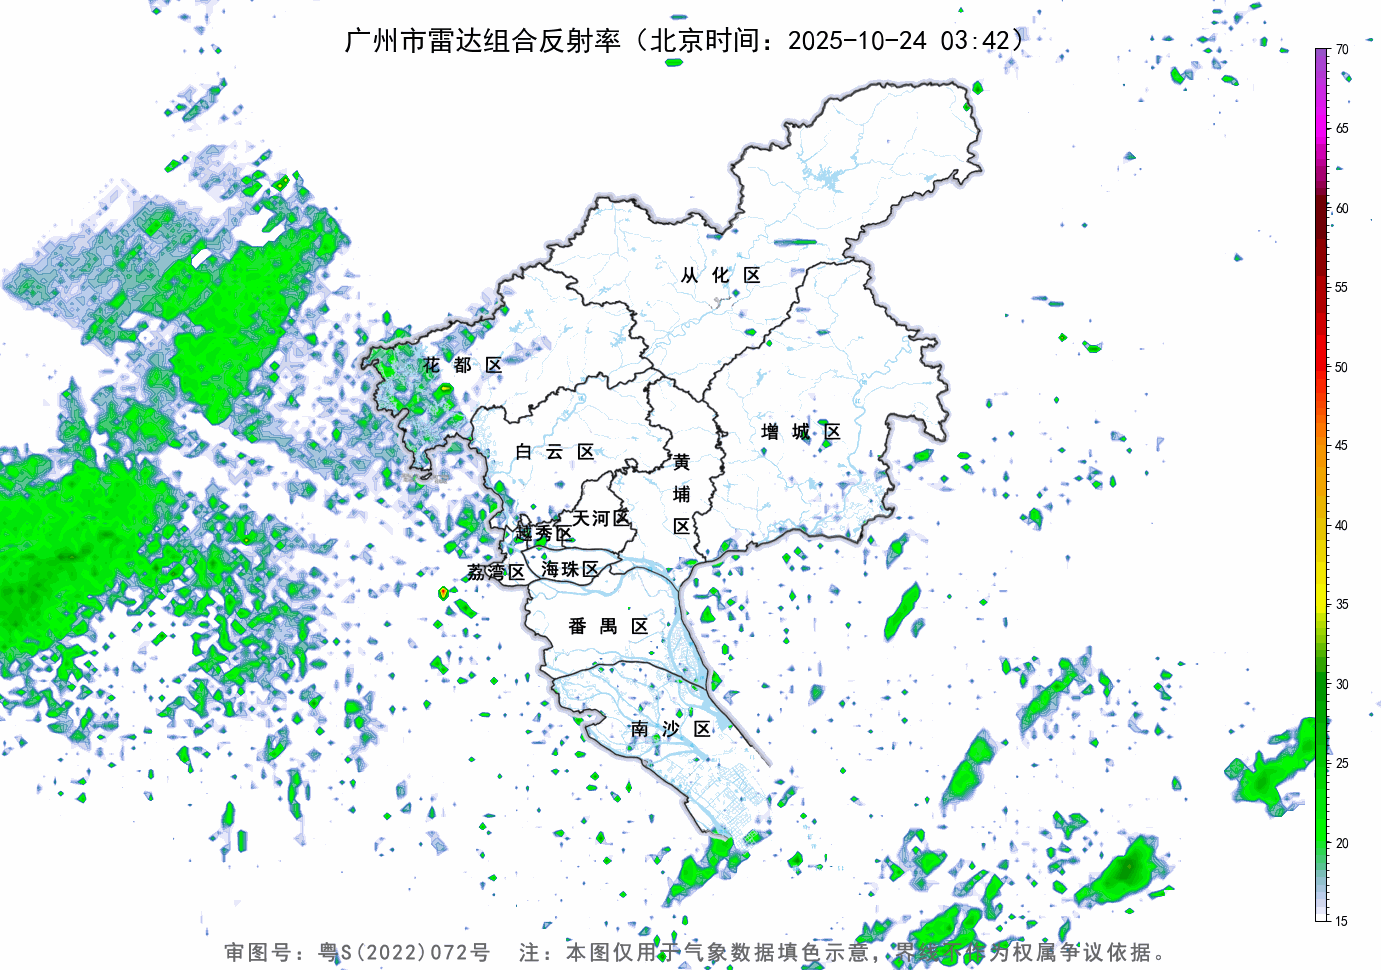 广州市雷达组合反射率（北京时间：2025-10-24 03:42）
70
65
60
55
50
45
40
35
30
25
20
15
从化区
花都区
增城区
白云区
黄埔区
天河区
越秀区
荔湾区
海珠区
番禺区
南沙区
审图号：粤S(2022)072号 注：本图仅用于气象数据填色示意，界线不作为权属争议依据。